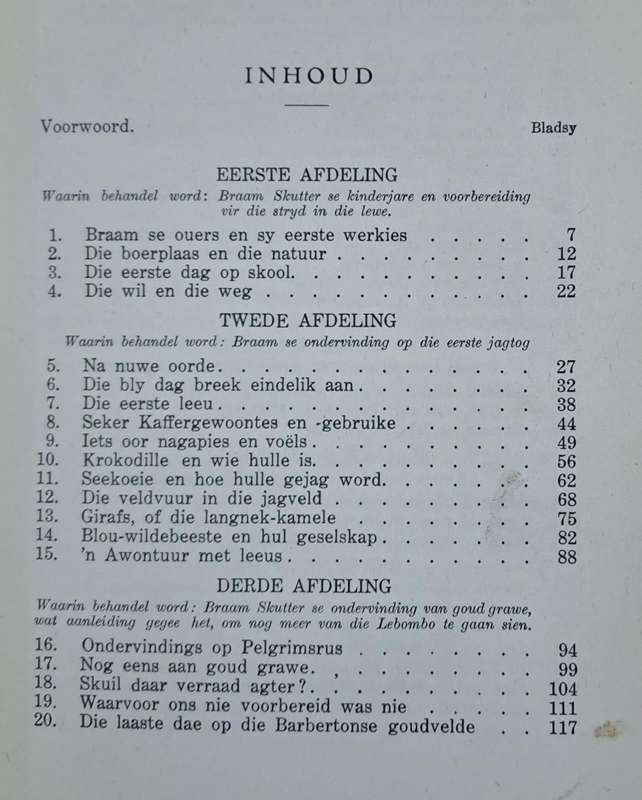 INHOUD
Voorwoord. Bladsy
EERSTE AFDELING
Waarin behandel word: Braam Skutter se kinderjare en voorbereiding
vir die stryd in die lewe.
1. Braam se ouers en sy eerste werkies . . . . . 7
2. Die boerplaas en die natuur . . . . . . . . . 12
3. Die eerste dag op skool. . . . . . . . . . . 17
4. Die wil en die weg . . . . . . . . . . . . 22
TWEDE AFDELING
Waarin behandel word: Braam se ondervinding op die eerste jagtog
5. Na nuwe oorde. . . . . . . . . . . . . 27
6. Die bly dag breek eindelik aan. . . . . . . . 32
7. Die eerste leeu . . . . . . . . . . . . . 38
8. Seker Kaffergewoontes en -gebruike . . . . . . 44
9. Iets oor nagapies en voëls. . . . . . . . . . 49
10. Krokodille en wie hulle is. . . . . . . . . . 56
11. Seekoeie en hoe hulle gejag word. . . . . . . 62
12. Die veldvuur in die jagveld . . . . . . . . . 68
13. Girafs, of die langnek-kamele . . . . . . . . 75
14. Blou-wildebeeste en hul geselskap . . . . . . . 82
15. 'n Awontuur met leeus . . . . . . . . . . . 88
DERDE AFDELING
Waarin behandel word: Braam Skutter se ondervinding van goud grawe,
wat aanleiding gegee het, om nog meer van die Lebombo te gaan sien.
16. Ondervindings op Pelgrimsrus . . . . . . . . 94
17. Nog eens aan goud grawe. . . . . . . . . . 99
18. Skuil daar verraad agter?. . . . . . . . . . 104
19. Waarvoor ons nie voorbereid was nie . . . . . 111
20. Die laaste dae op die Barbertonse goudvelde . . 117